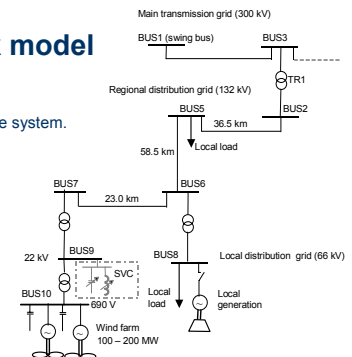 Main transmission grid (300 kV)
model
BUS1 (swing bus)
BUS3
TR1
Regional distribution grid (132 kV)
e system.
BUS5
BUS2
36.5 km
Local load
58.5 km
BUS7
BUS6
23.0 km
22 kV
BUS9
BUS8
Local distribution grid (66 kV)
SVC
BUS10
Local
load
Local
generation
690 V
Wind farm
100 – 200 MW